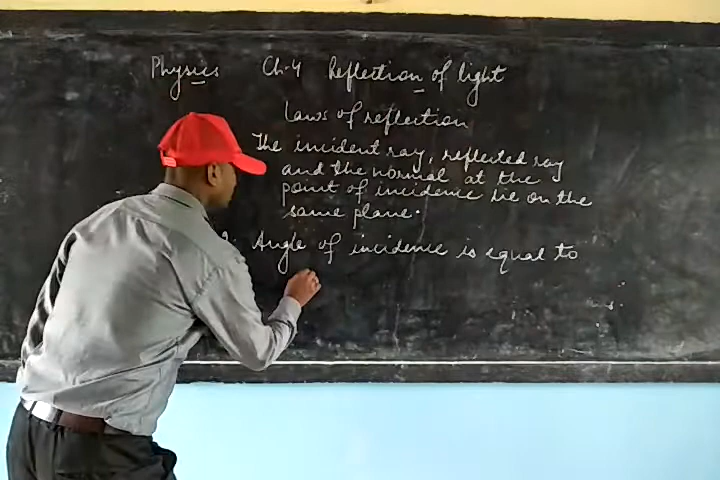 Physics Ch-4 Reflection of light
Laws of reflection
The incident ray, reflected ray
and the normal at the
point of incidence lie on the
same plane.
2. Angle of incidence is equal to